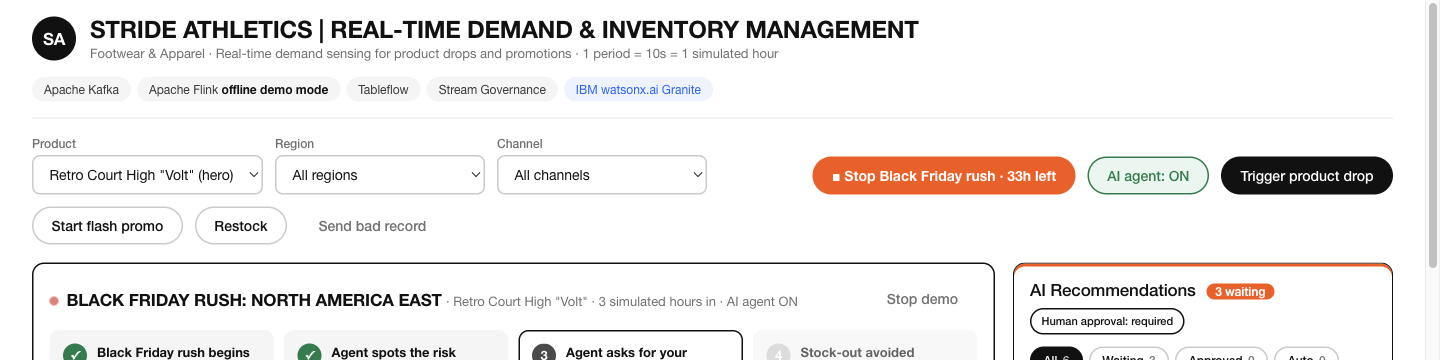 SA
STRIDE ATHLETICS | REAL-TIME DEMAND & INVENTORY MANAGEMENT
Footwear & Apparel · Real-time demand sensing for product drops and promotions · 1 period = 10s = 1 simulated hour
Apache Kafka
Apache Flink offline demo mode
Tableflow
Stream Governance
IBM watsonx.ai Granite
Product
Region
Channel
Retro Court High "Volt" (hero)
All regions
All channels
Stop Black Friday rush · 33h left
AI agent: ON
Trigger product drop
Start flash promo
Restock
Send bad record
BLACK FRIDAY RUSH: NORTH AMERICA EAST · Retro Court High "Volt" · 3 simulated hours in · AI agent ON
Stop demo
✓ Black Friday rush begins
✓ Agent spots the risk
3 Agent asks for your
4 Stock-out avoided
AI Recommendations
3 waiting
Human approval: required
All 6
Waiting 3
Approved 0
Auto 0